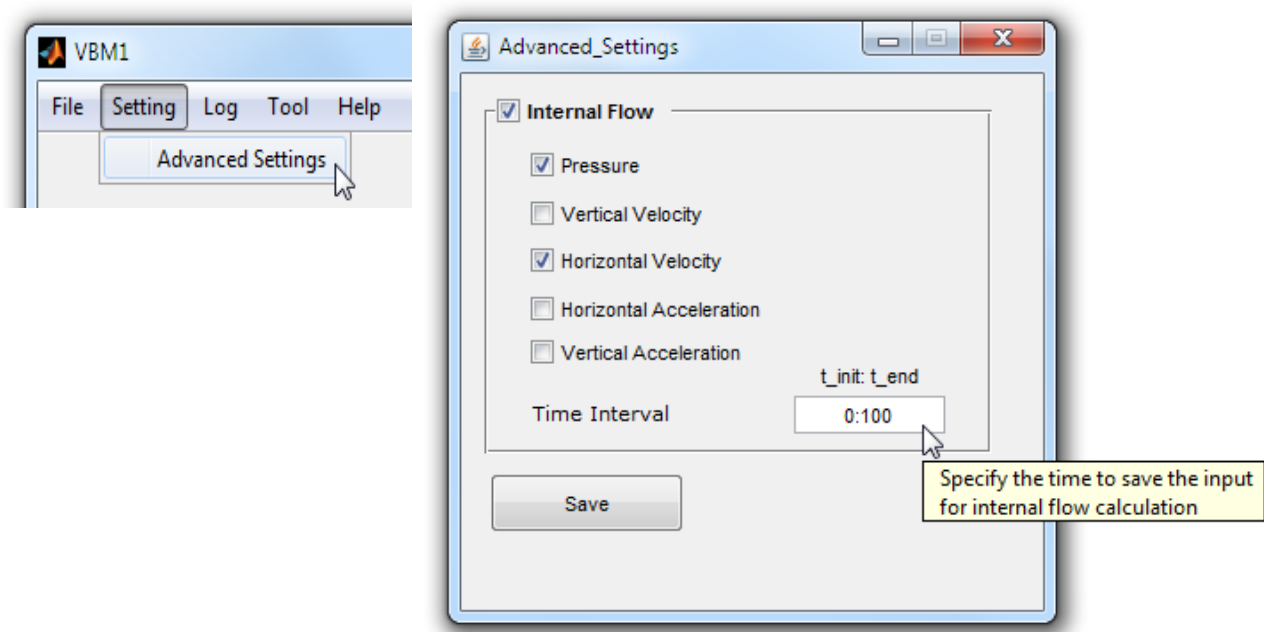 VBM1
File Setting Log Tool Help
Advanced Settings
Advanced_Settings
Internal Flow
Pressure
Vertical Velocity
Horizontal Velocity
Horizontal Acceleration
Vertical Acceleration
t_init: t_end
Time Interval 0:100
Specify the time to save the input
for internal flow calculation
Save